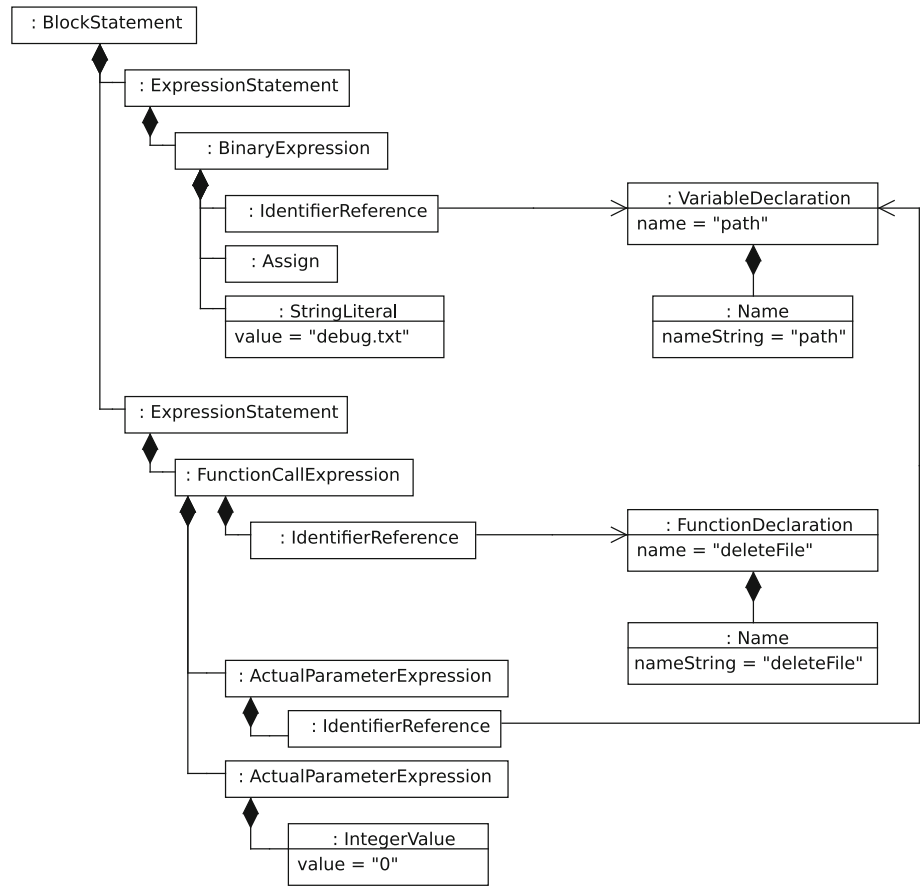 : BlockStatement
: ExpressionStatement
: BinaryExpression
: IdentifierReference
: VariableDeclaration
name = "path"
: Assign
: StringLiteral
value = "debug.txt"
: Name
nameString = "path"
: ExpressionStatement
: FunctionCallExpression
: IdentifierReference
: FunctionDeclaration
name = "deleteFile"
: Name
nameString = "deleteFile"
: ActualParameterExpression
: IdentifierReference
: ActualParameterExpression
: IntegerValue
value = "0"